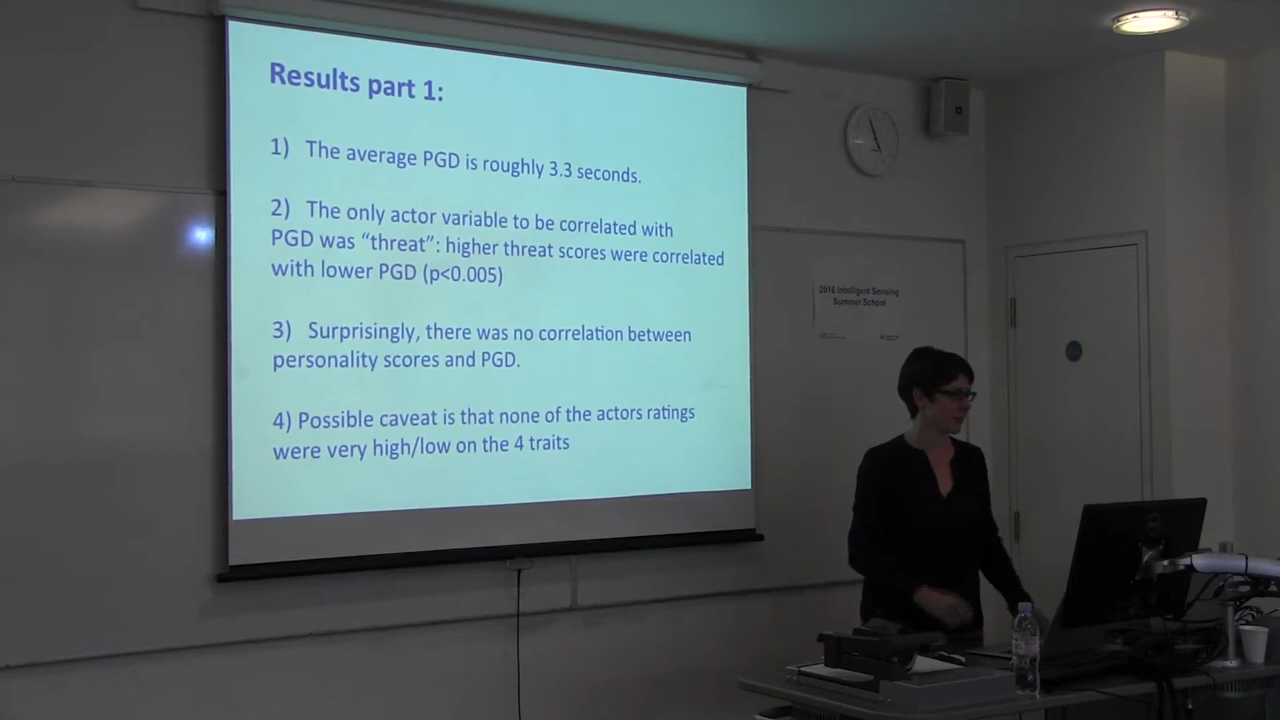 Results part 1:
1) The average PGD is roughly 3.3 seconds.
2) The only actor variable to be correlated with
PGD was “threat”: higher threat scores were correlated
with lower PGD (p<0.005)
3) Surprisingly, there was no correlation between
personality scores and PGD.
4) Possible caveat is that none of the actors ratings
were very high/low on the 4 traits
2016 Intelligent Sensing
Summer School